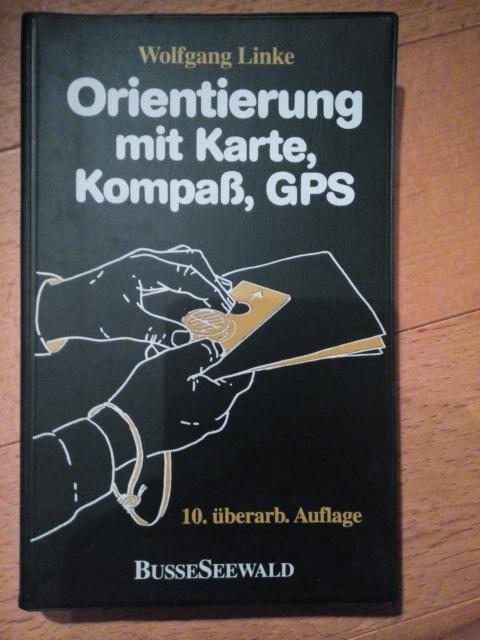 Wolfgang Linke
Orientierung
mit Karte,
Kompaß, GPS
10. überarb. Auflage
BUSSESEEWALD